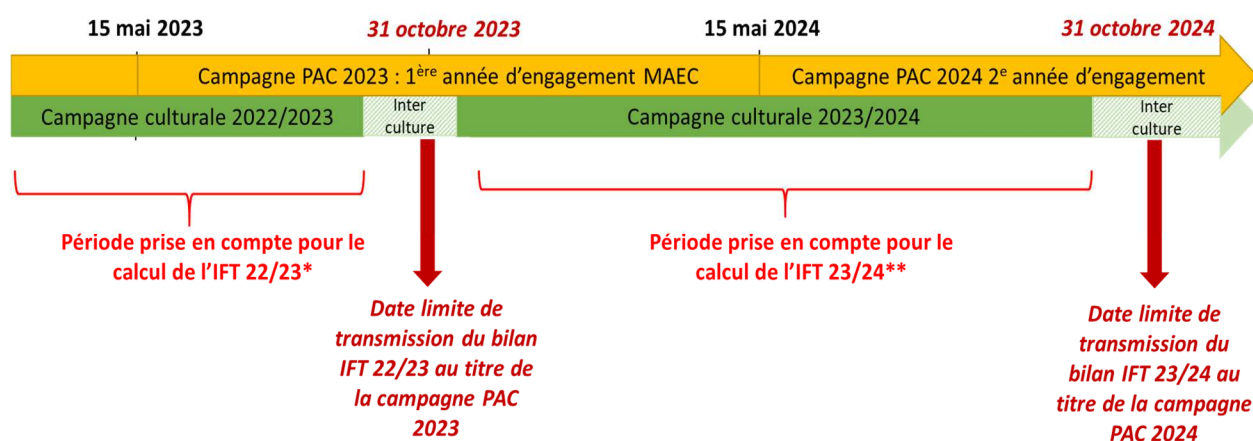 15 mai 2023
31 octobre 2023
15 mai 2024
31 octobre 2024
Campagne PAC 2023 : 1ère année d'engagement MAEC
Campagne PAC 2024 2e année d'engagement
Campagne culturale 2022/2023
Inter
culture
Campagne culturale 2023/2024
Inter
culture
Période prise en compte pour le
calcul de l'IFT 22/23*
Période prise en compte pour le
calcul de l'IFT 23/24**
Date limite de
transmission du bilan
IFT 22/23 au titre de
la campagne PAC
2023
Date limite de
transmission du
bilan IFT 23/24 au
titre de la campagne
PAC 2024